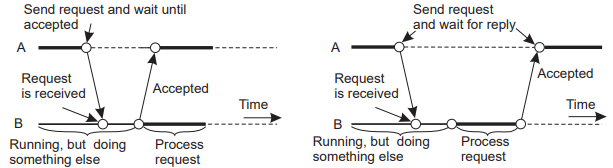 Send request and wait until
accepted
A
Request
is received
Accepted
Time
B
Running, but doing
something else
Process
request
Send request
and wait for reply
A
Request
is received
Accepted
Time
B
Running, but doing
something else
Process
request